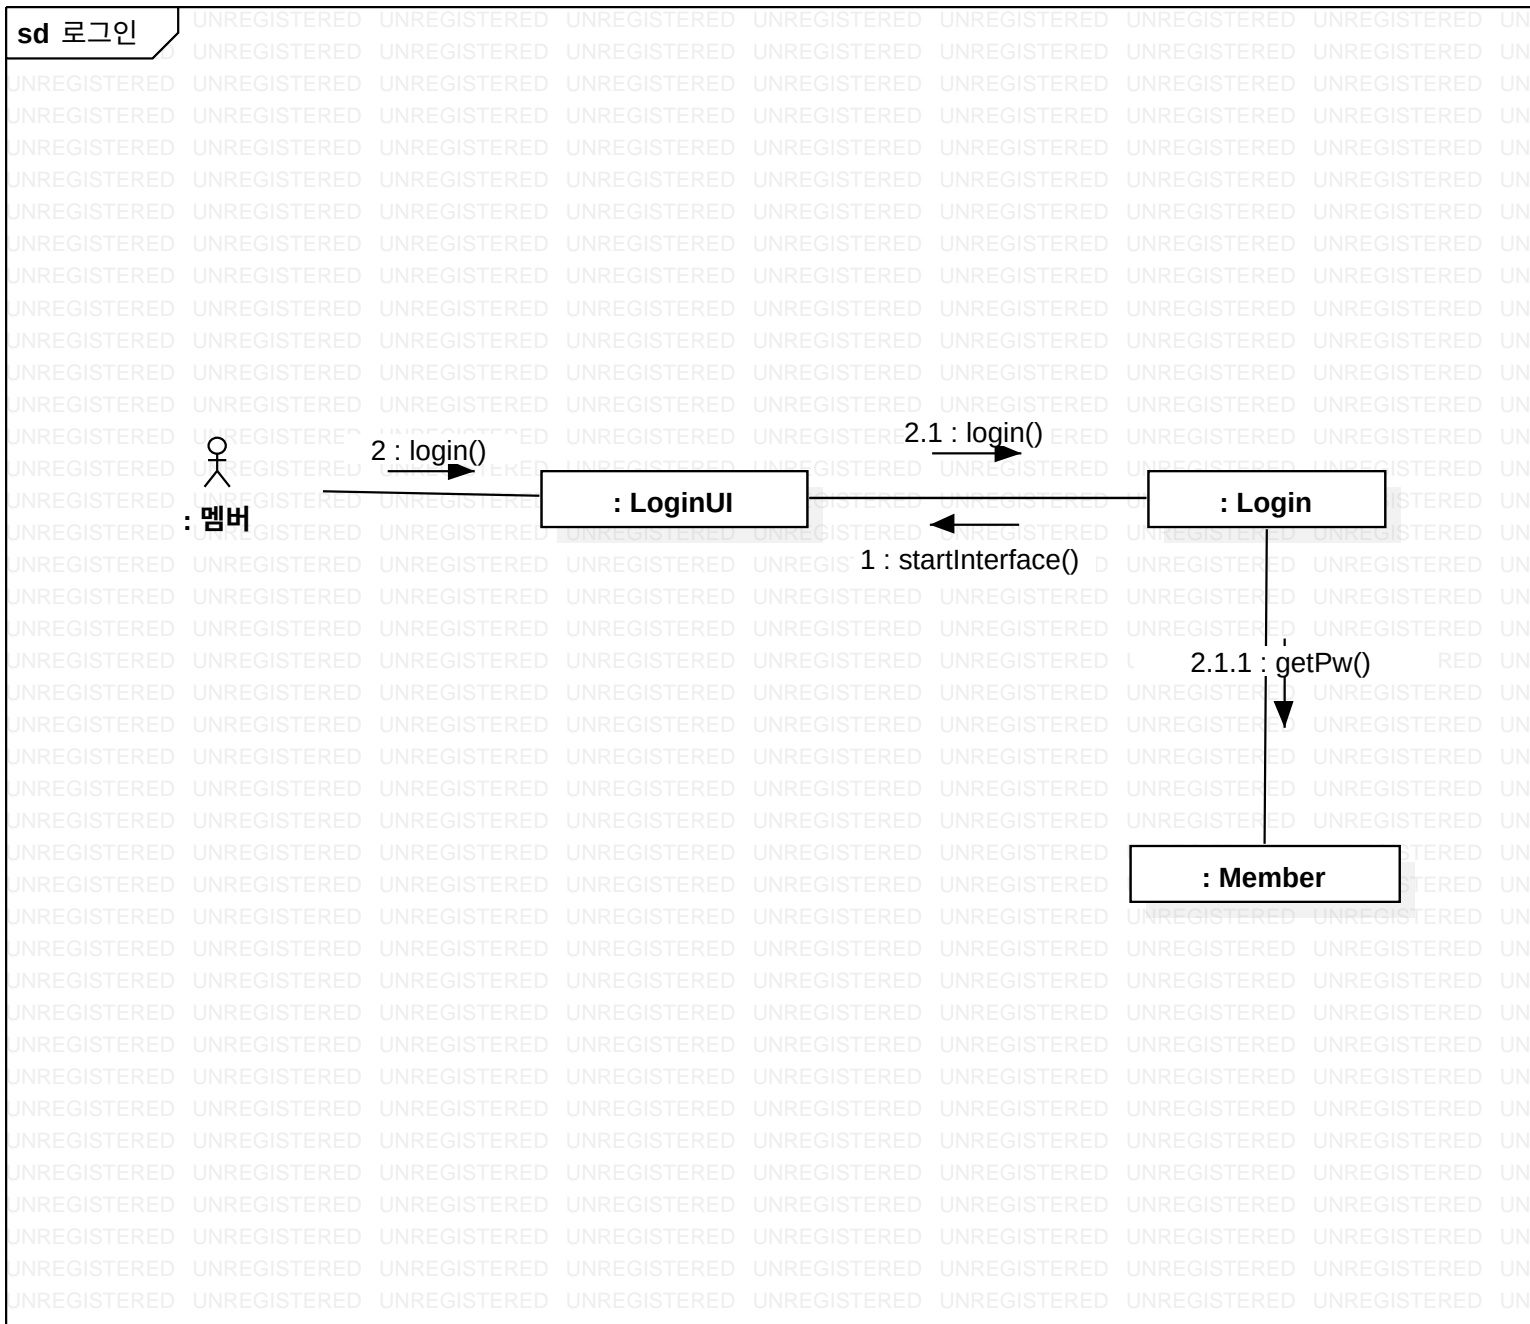 sd 로그인
2 : login()
2.1 : login()
: 멤버
: LoginUI
: Login
1 : startInterface()
2.1.1 : getPw()
: Member
UNREGISTERED